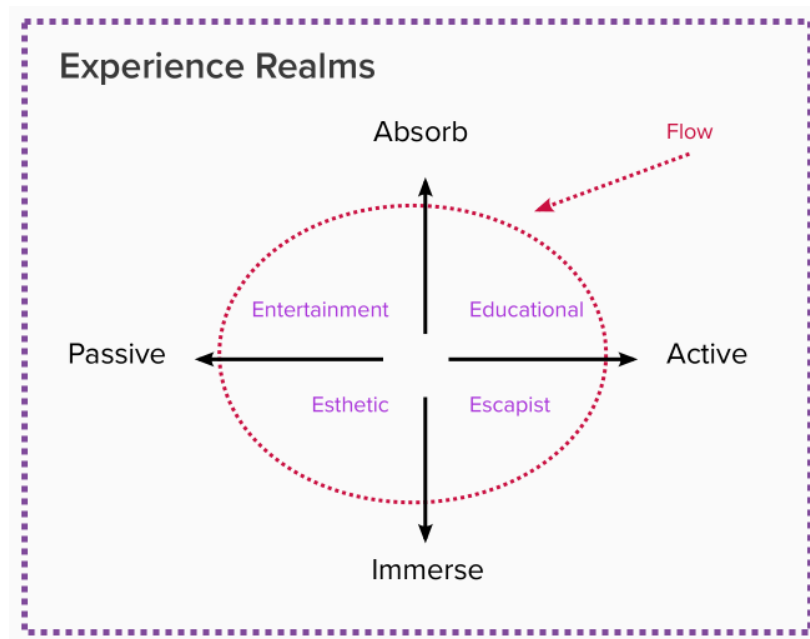 Experience Realms
Absorb
Flow
Entertainment
Educational
Passive
Active
Esthetic
Escapist
Immerse